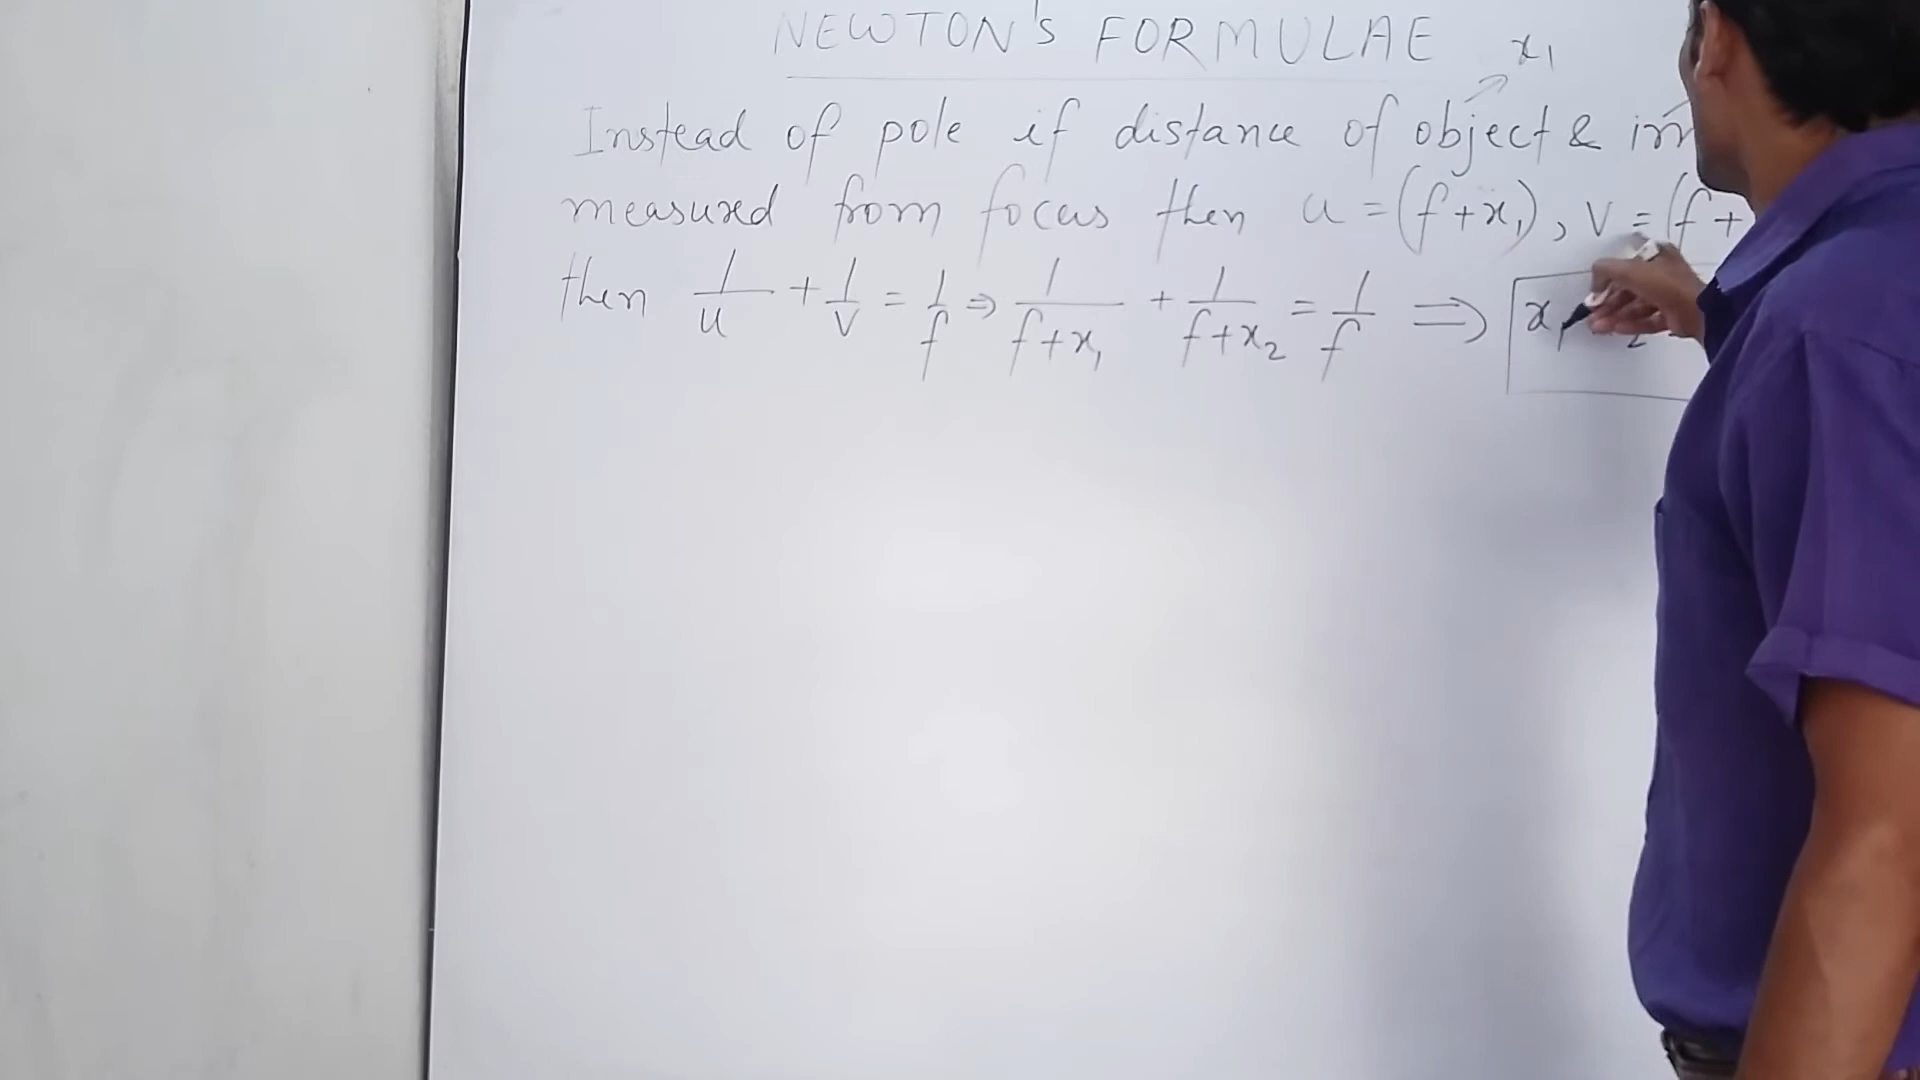 NEWTON'S FORMULAE
x₁
Instead of pole if distance of object &
measured from focus then u = (f+x₁), v = (f+
then 1/u + 1/v = 1/f ⇒ 1/(f+x₁) + 1/(f+x₂) = 1/f ⇒ x₁